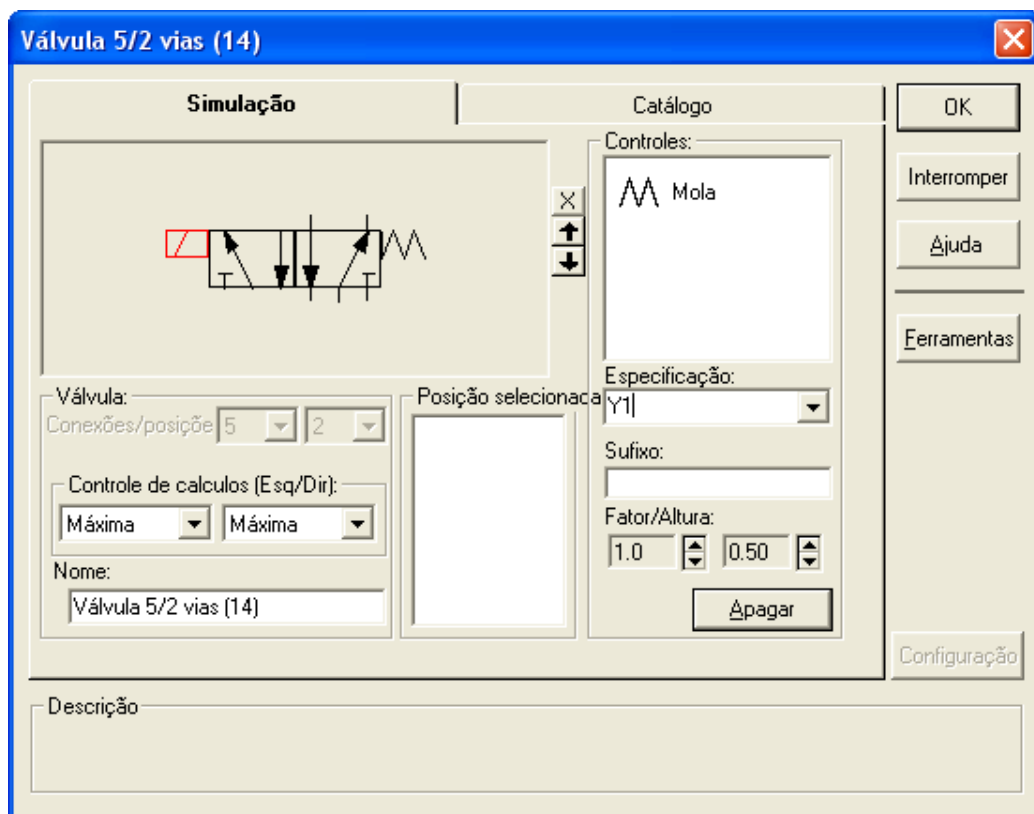 Válvula 5/2 vias (14)
Simulação
Catálogo
OK
Interromper
Ajuda
Ferramentas
Configuração
Controles:
Mola
X
Válvula:
Conexões/posiçõe 5 2
Controle de calculos (Esq/Dir):
Máxima Máxima
Nome:
Válvula 5/2 vias (14)
Posição selecionada
Especificação:
Y1
Sufixo:
Fator/Altura:
1.0 0.50
Apagar
Descrição